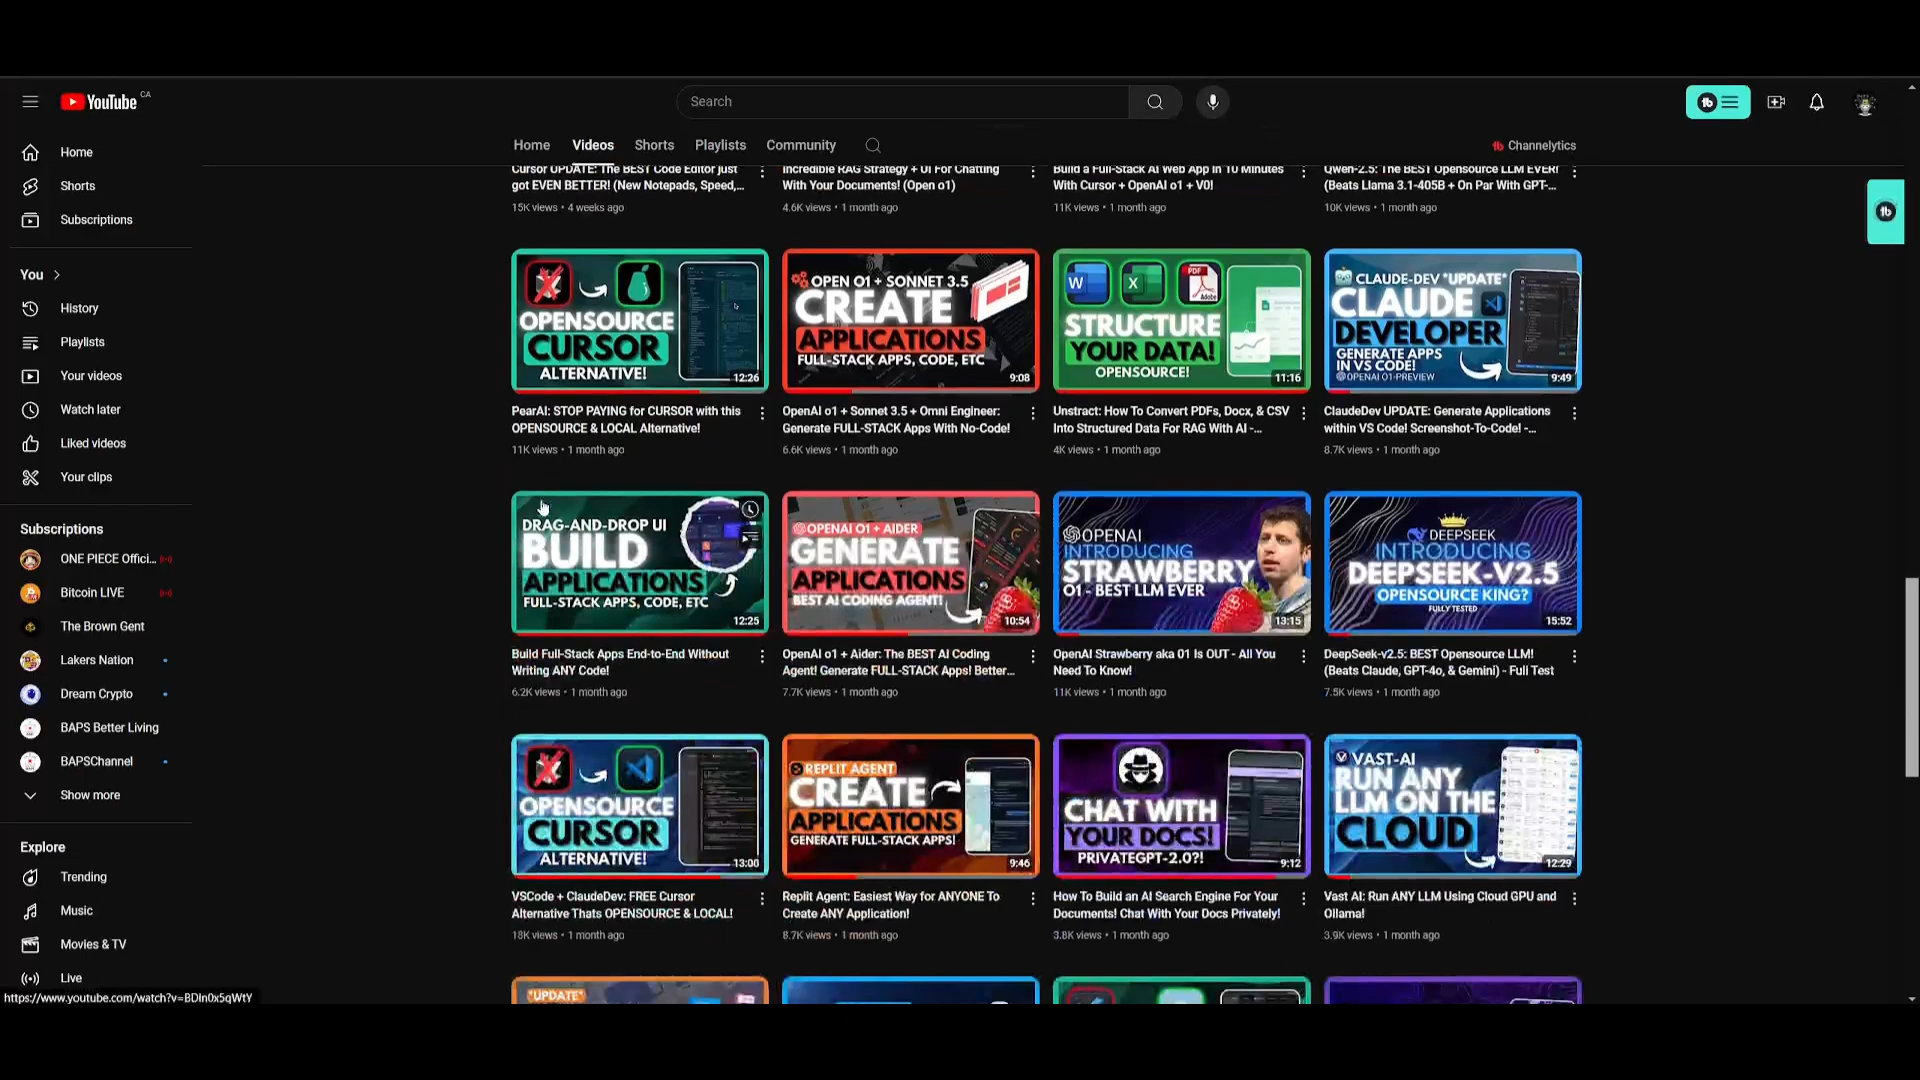 YouTube CA
Search
Home
Videos
Shorts
Playlists
Community
Channelytics
Home
Shorts
Subscriptions
You
History
Playlists
Your videos
Watch later
Liked videos
Your clips
Subscriptions
ONE PIECE Offici...
Bitcoin LIVE
The Brown Gent
Lakers Nation
Dream Crypto
BAPS Better Living
BAPSChannel
Show more
Explore
Trending
Music
Movies & TV
Live
https://www.youtube.com/watch?v=BDln0x5qWtY
Cursor UPDATE: The BEST Code Editor just
got EVEN BETTER! (New Notepads, Speed,...
15K views • 4 weeks ago
Incredible RAG Strategy + UI For Chatting
With Your Documents! (Open o1)
4.6K views • 1 month ago
Build a Full-Stack AI Web App in 10 Minutes
With Cursor + OpenAI o1 + V0!
11K views • 1 month ago
Qwen-2.5: The BEST Opensource LLM EVER!
(Beats Llama 3.1-405B + On Par With GPT-...
10K views • 1 month ago
OPENSOURCE
CURSOR
ALTERNATIVE!
12:26
PearAI: STOP PAYING for CURSOR with this
OPENSOURCE & LOCAL Alternative!
11K views • 1 month ago
OPEN O1 + SONNET 3.5
CREATE
APPLICATIONS
FULL-STACK APPS, CODE, ETC
9:08
OpenAI o1 + Sonnet 3.5 + Omni Engineer:
Generate FULL-STACK Apps With No-Code!
6.6K views • 1 month ago
W
X
PDF
Adobe
STRUCTURE
YOUR DATA!
OPENSOURCE!
11:16
Unstract: How To Convert PDFs, Docx, & CSV
Into Structured Data For RAG With AI -...
4K views • 1 month ago
CLAUDE-DEV *UPDATE*
CLAUDE
DEVELOPER
GENERATE APPS
IN VS CODE!
OPENAI O1-PREVIEW
9:49
ClaudeDev UPDATE: Generate Applications
within VS Code! Screenshot-To-Code! -...
8.7K views • 1 month ago
DRAG-AND-DROP UI
BUILD
APPLICATIONS
FULL-STACK APPS, CODE, ETC
12:25
Build Full-Stack Apps End-to-End Without
Writing ANY Code!
6.2K views • 1 month ago
OPENAI O1 + AIDER
GENERATE
APPLICATIONS
BEST AI CODING AGENT!
10:54
OpenAI o1 + Aider: The BEST AI Coding
Agent! Generate FULL-STACK Apps! Better...
7.7K views • 1 month ago
OPENAI
INTRODUCING
STRAWBERRY
O1 - BEST LLM EVER
13:15
OpenAI Strawberry aka 01 Is OUT - All You
Need To Know!
11K views • 1 month ago
DEEPSEEK
INTRODUCING
DEEPSEEK-V2.5
OPENSOURCE KING?
FULLY TESTED
15:52
DeepSeek-v2.5: BEST Opensource LLM!
(Beats Claude, GPT-4o, & Gemini) - Full Test
7.5K views • 1 month ago
OPENSOURCE
CURSOR
ALTERNATIVE!
13:00
VSCode + ClaudeDev: FREE Cursor
Alternative Thats OPENSOURCE & LOCAL!
18K views • 1 month ago
REPLIT AGENT
CREATE
APPLICATIONS
GENERATE FULL-STACK APPS!
9:46
Replit Agent: Easiest Way for ANYONE To
Create ANY Application!
8.7K views • 1 month ago
CHAT WITH
YOUR DOCS!
PRIVATEGPT-2.0?!
9:12
How To Build an AI Search Engine For Your
Documents! Chat With Your Docs Privately!
3.8K views • 1 month ago
VAST-AI
RUN ANY
LLM ON THE
CLOUD
12:29
Vast AI: Run ANY LLM Using Cloud GPU and
Ollama!
3.9K views • 1 month ago
*UPDATE*